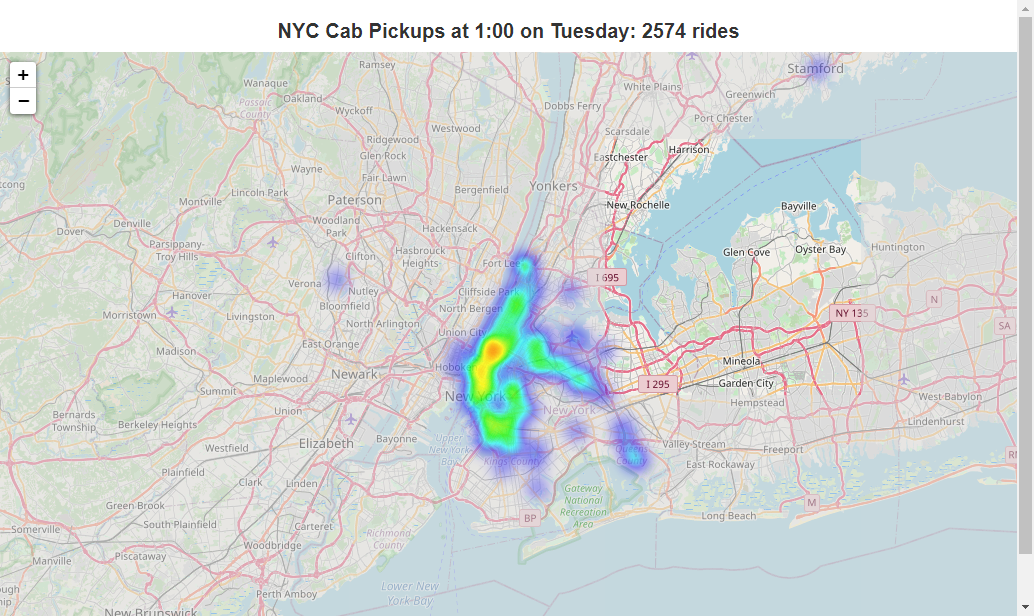 NYC Cab Pickups at 1:00 on Tuesday: 2574 rides
+
−
Ramsey
Stamford
Wanaque
White Plains
Greenwich
Oakland
Passaic
County
Wyckoff
Dobbs Ferry
Port Chester
Westwood
Scarsdale
Ridgewood
Harrison
Glen Rock
Eastchester
Wayne
Fair Lawn
Yonkers
Lincoln Park
Bergenfield
Montville
Paterson
New Rochelle
Bayville
Woodland
Park
Denville
Dover
Hackensack
Parsippany-
Troy Hills
Clifton
Hasbrouck
Heights
Glen Cove
Oyster Bay
Huntington
Fort Lee
I 695
Verona
Nutley
Cliffside Park
Hanover
Bloomfield
North Bergen
N
Morristown
Livingston
North Arlington
Union City
NY 135
SA
East Orange
Madison
Mineola
Newark
Hoboken
Maplewood
I 295
Garden City
Summit
New York
West Babylon
Hempstead
Union
New York
Bernards
Township
Berkeley Heights
Bayonne
Lindenhurst
Elizabeth
Upper
New York
Bay
Valley Stream
Freeport
Westfield
Queens
County
Kings County
East Rockaway
Plainfield
Clark
Linden
Gateway
National
Recreation
Area
Green Brook
M
Long Beach
BP
South Plainfield
Carteret
Somerville
Richmond
County
Woodbridge
Piscataway
Manville
Perth Amboy
Lower New
York Bay
New Brunswick